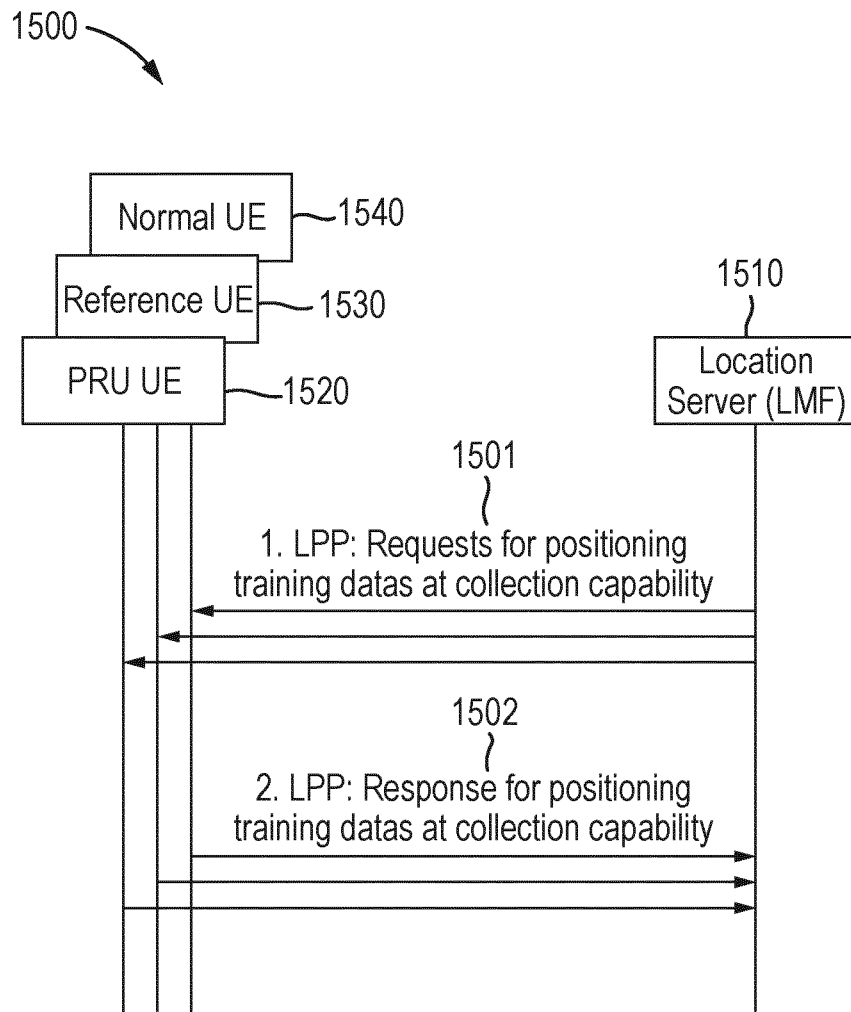 1500
Normal UE
1540
Reference UE
1530
PRU UE
1520
1510
Location
Server (LMF)
1501
1. LPP: Requests for positioning
training datas at collection capability
1502
2. LPP: Response for positioning
training datas at collection capability